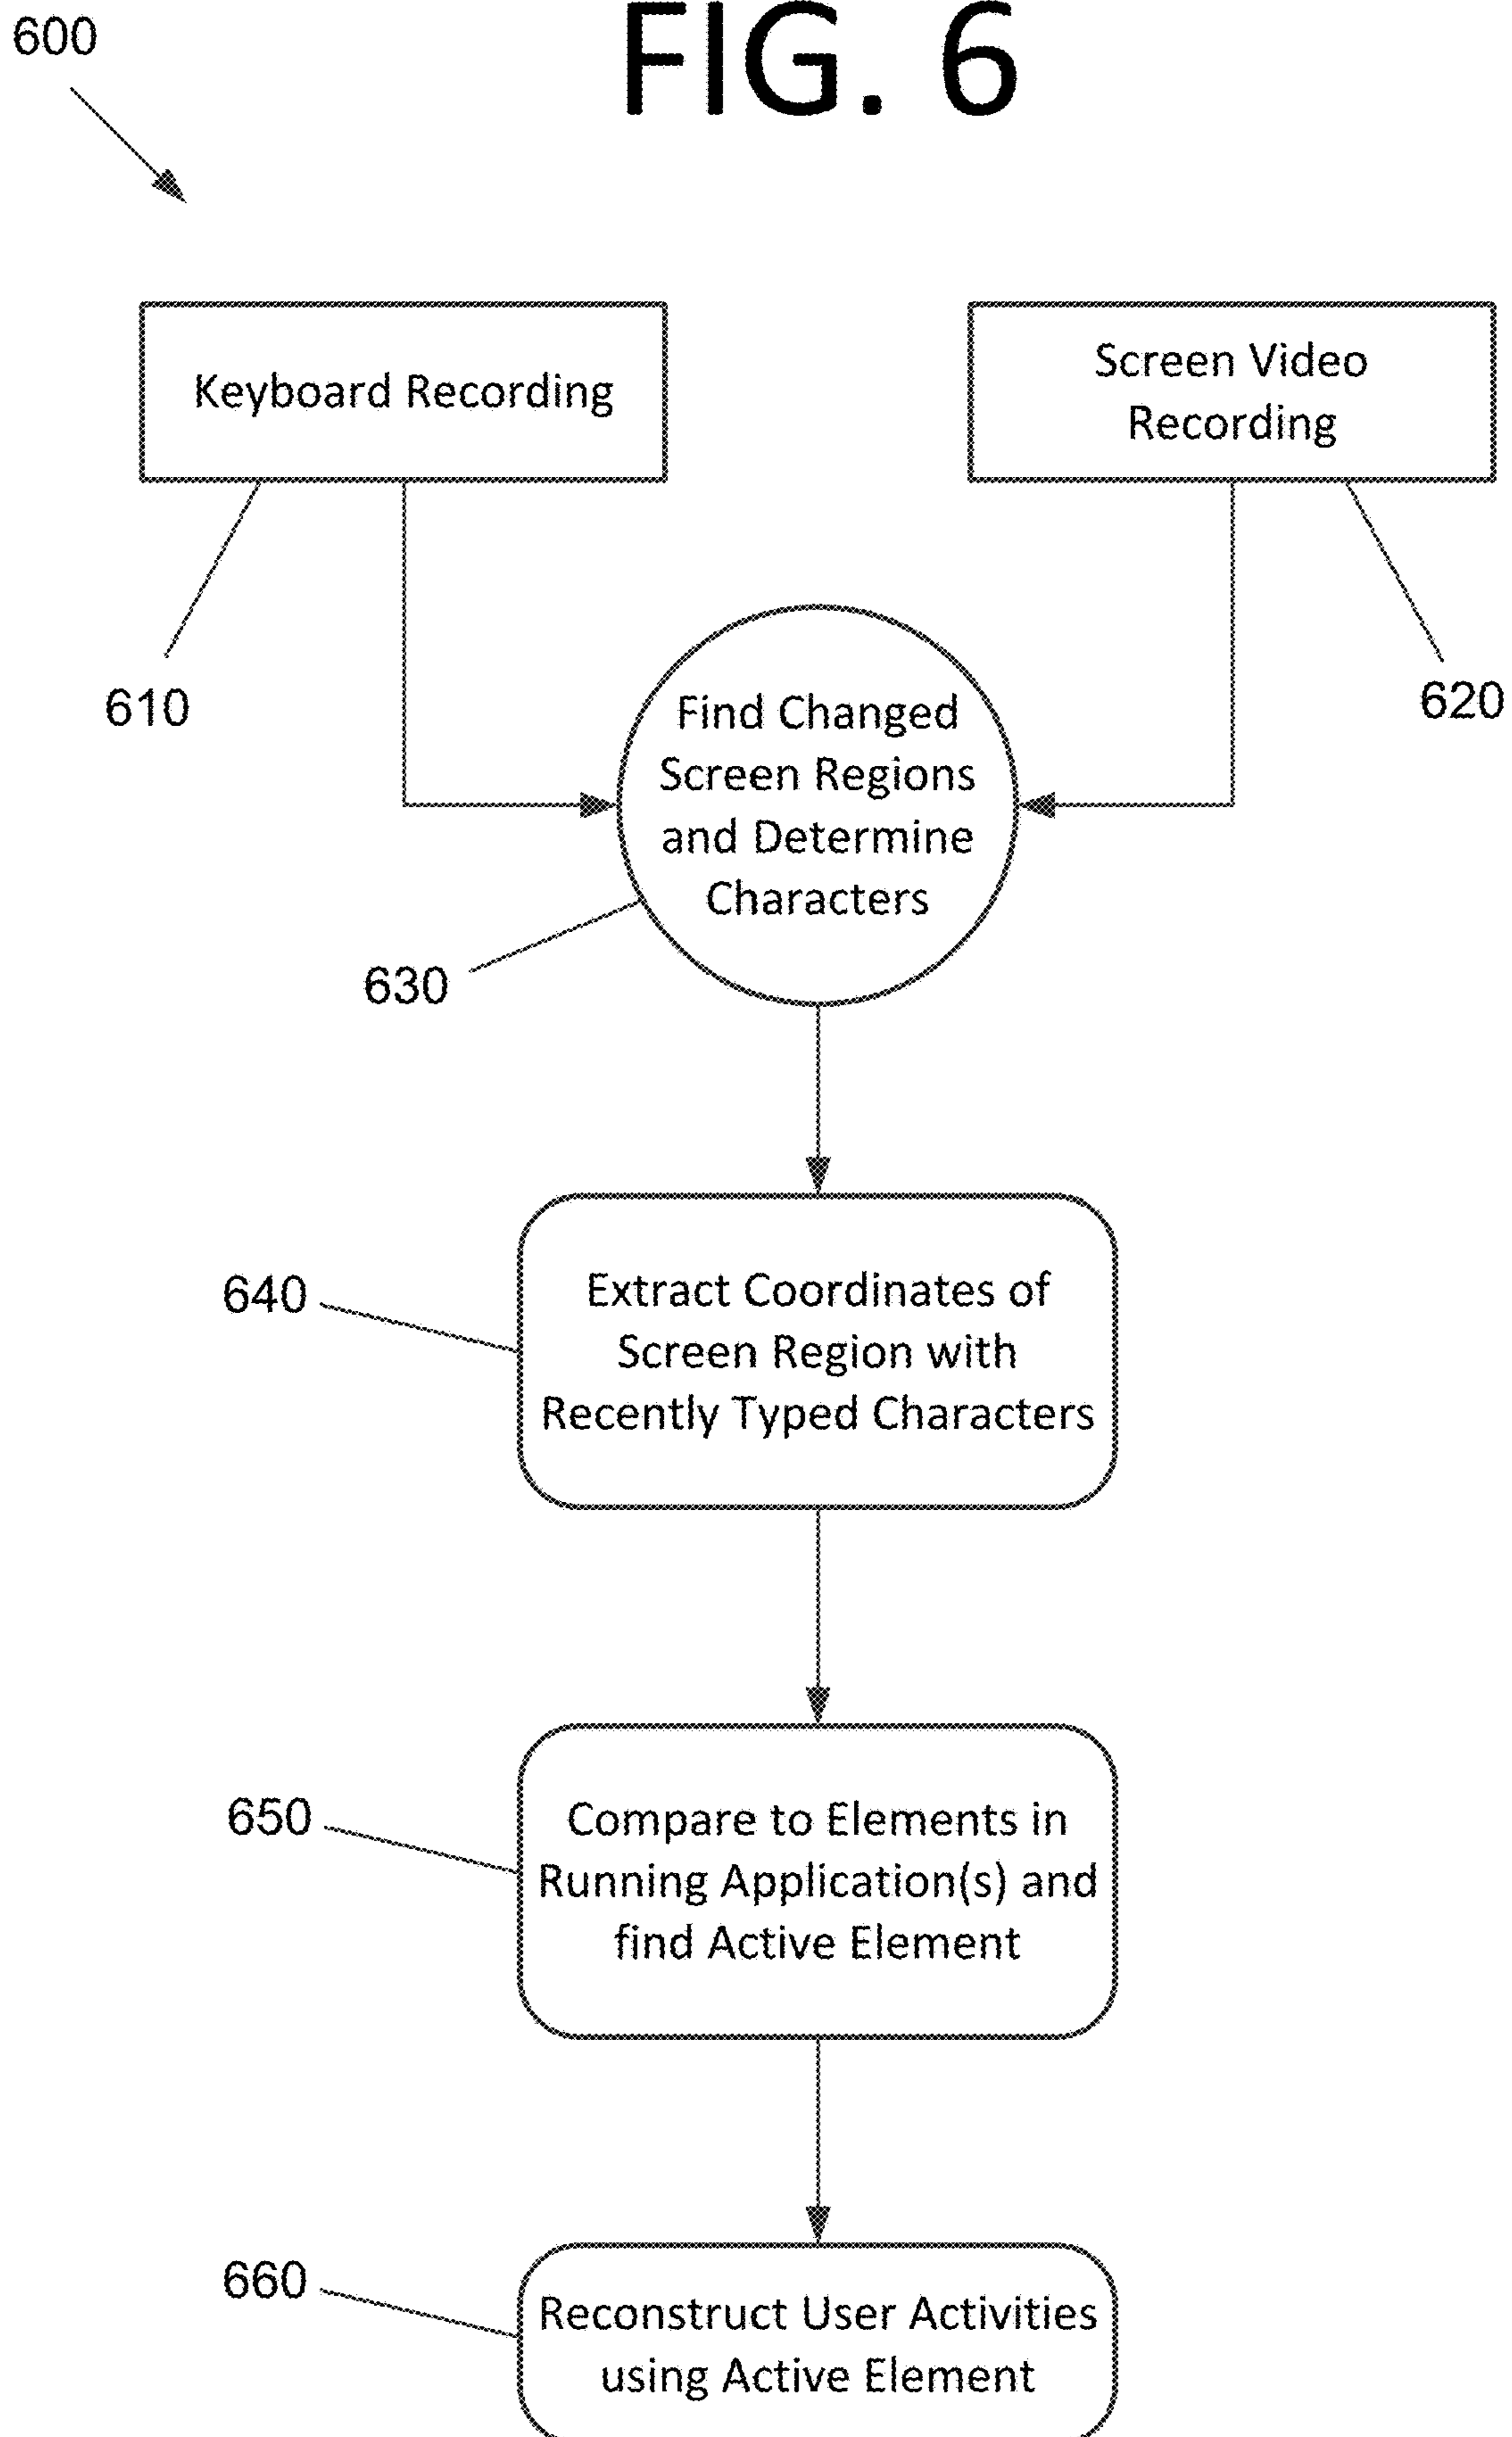 600
FIG. 6
Keyboard Recording
Screen Video
Recording
610
620
Find Changed
Screen Regions
and Determine
Characters
630
640
Extract Coordinates of
Screen Region with
Recently Typed Characters
650
Compare to Elements in
Running Application(s) and
find Active Element
660
Reconstruct User Activities
using Active Element